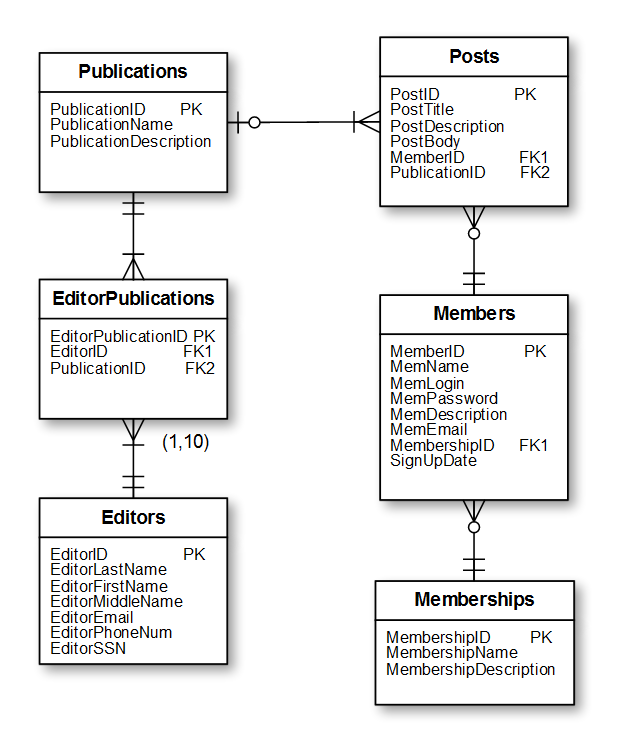 Publications
PublicationID PK
PublicationName
PublicationDescription
Posts
PostID PK
PostTitle
PostDescription
PostBody
MemberID FK1
PublicationID FK2
EditorPublications
EditorPublicationID PK
EditorID FK1
PublicationID FK2
Members
MemberID PK
MemName
MemLogin
MemPassword
MemDescription
MemEmail
MembershipID FK1
SignUpDate
(1,10)
Editors
EditorID PK
EditorLastName
EditorFirstName
EditorMiddleName
EditorEmail
EditorPhoneNum
EditorSSN
Memberships
MembershipID PK
MembershipName
MembershipDescription